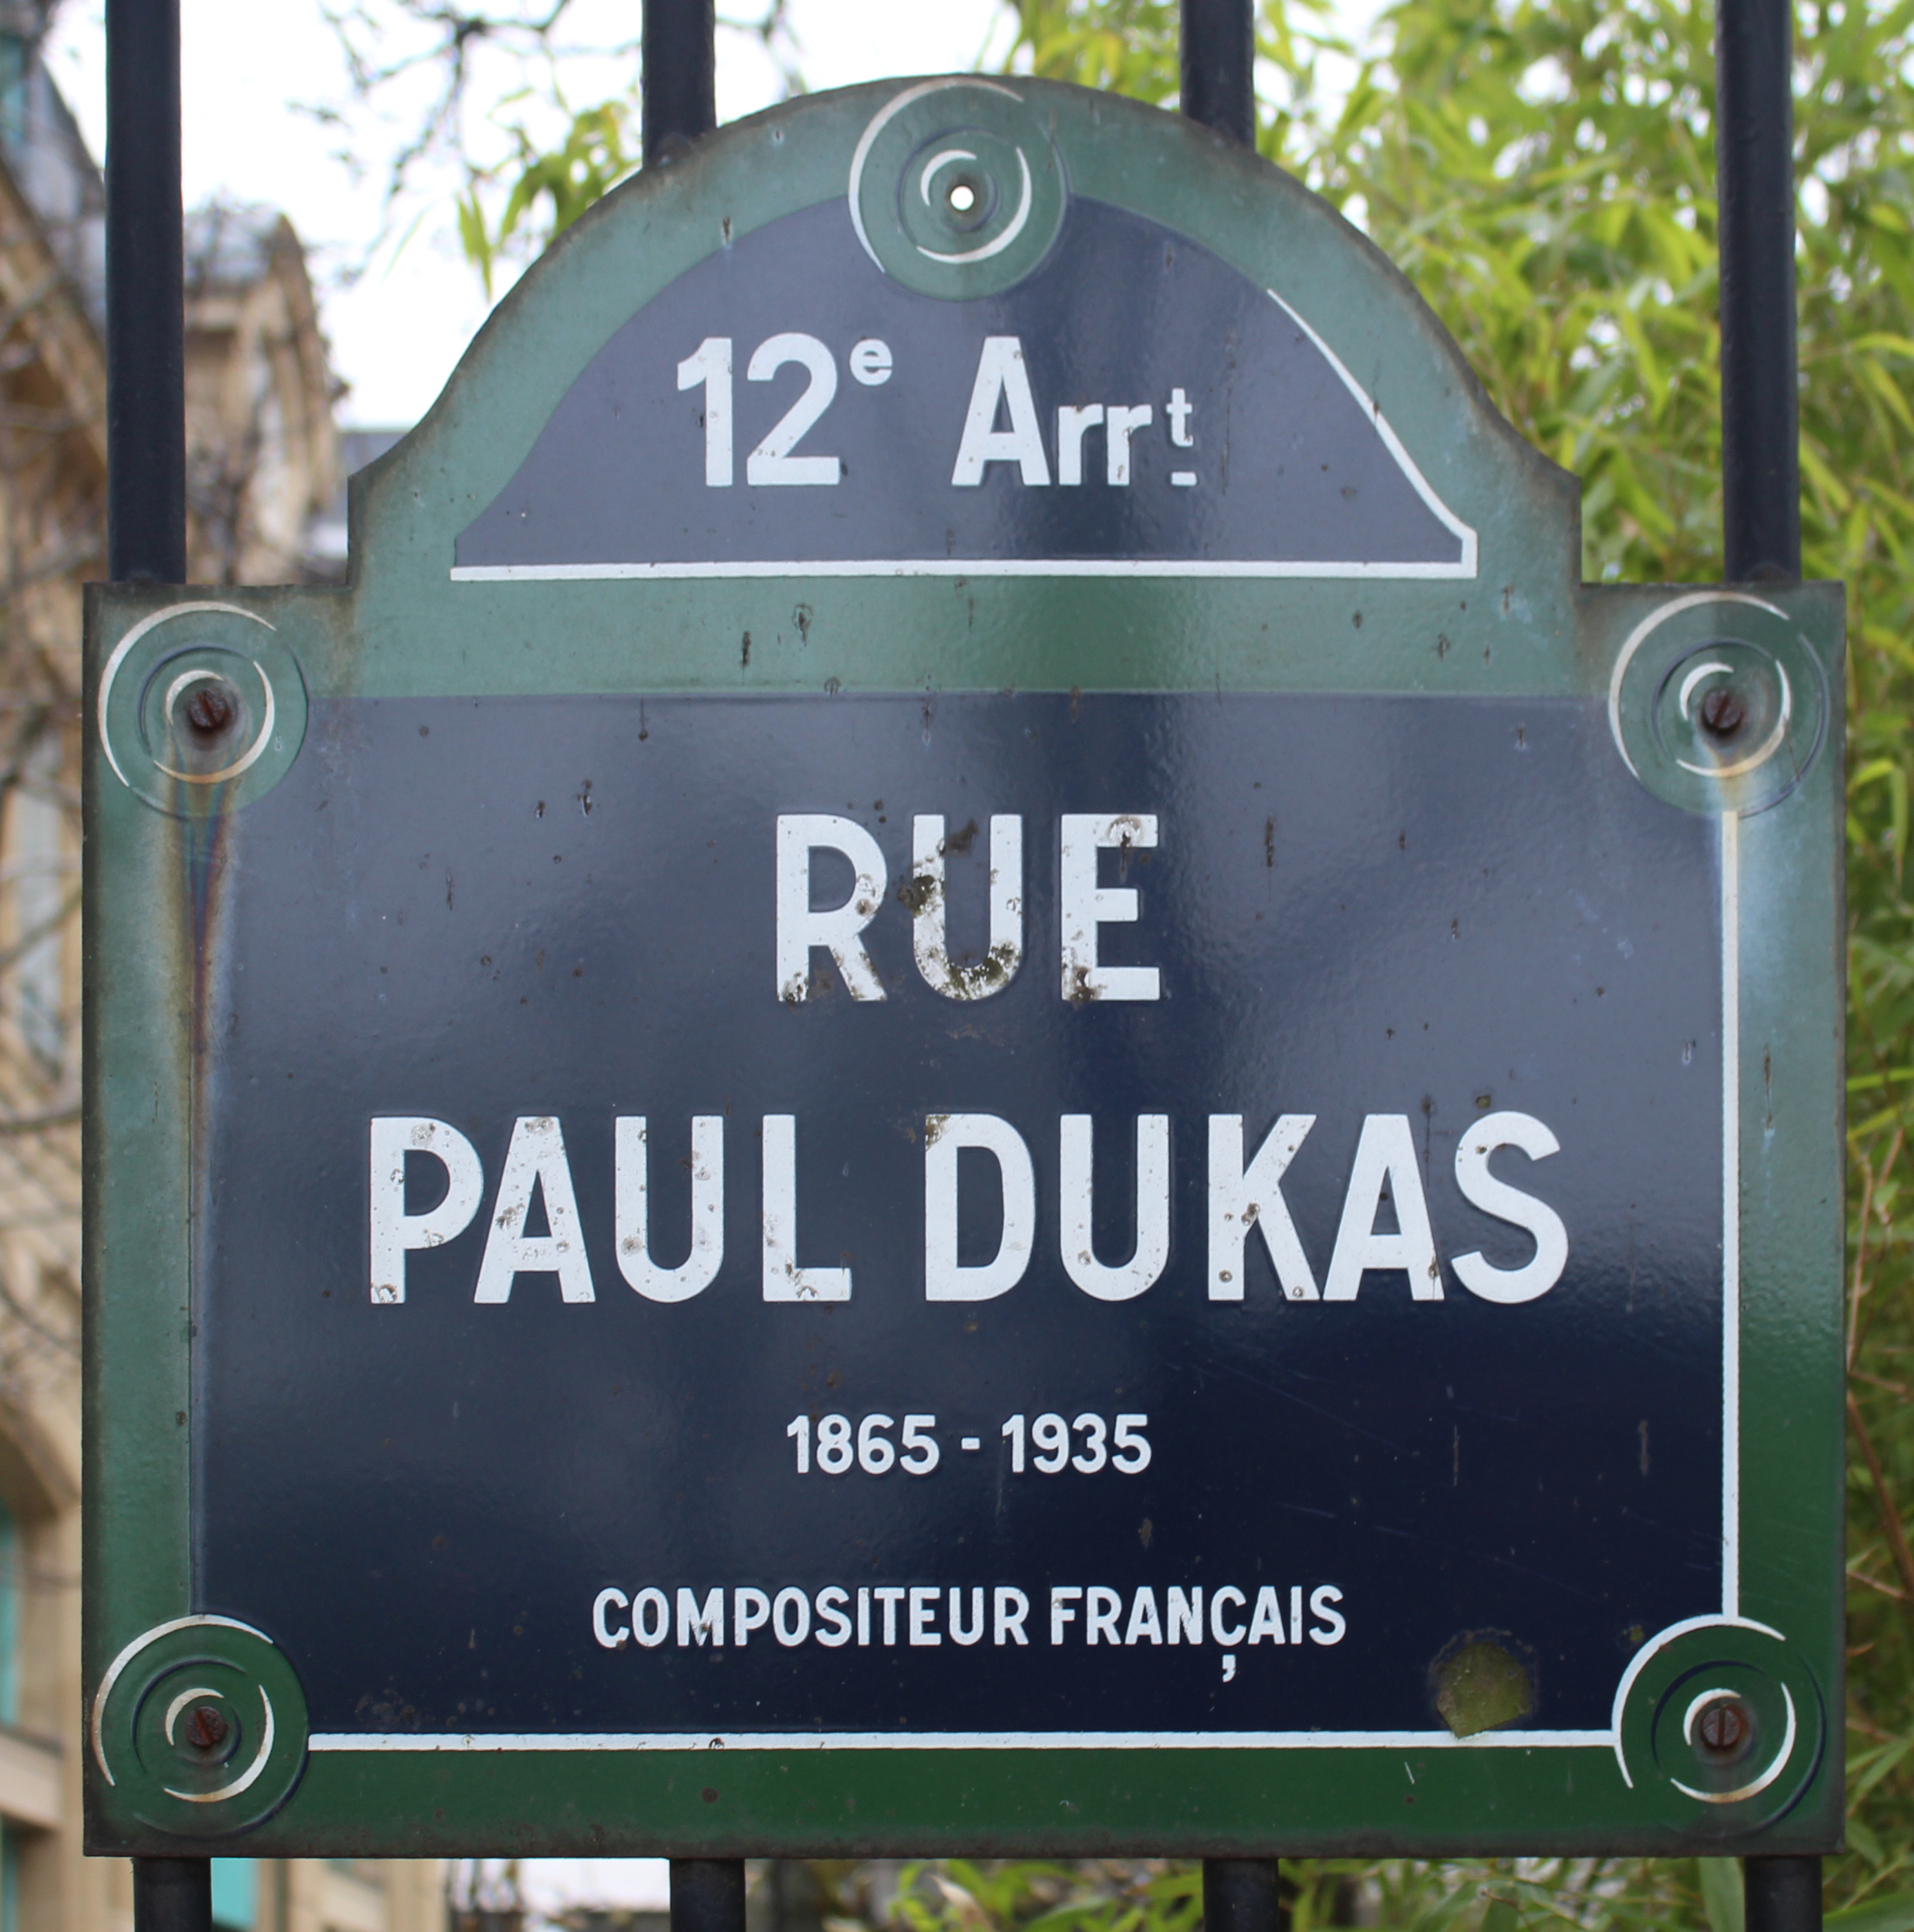 12e Arrt
RUE
PAUL DUKAS
1865 - 1935
COMPOSITEUR FRANÇAIS